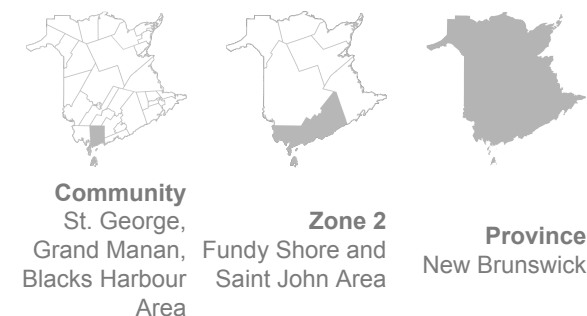 Community
St. George,
Grand Manan,
Blacks Harbour
Area
Zone 2
Fundy Shore and
Saint John Area
Province
New Brunswick